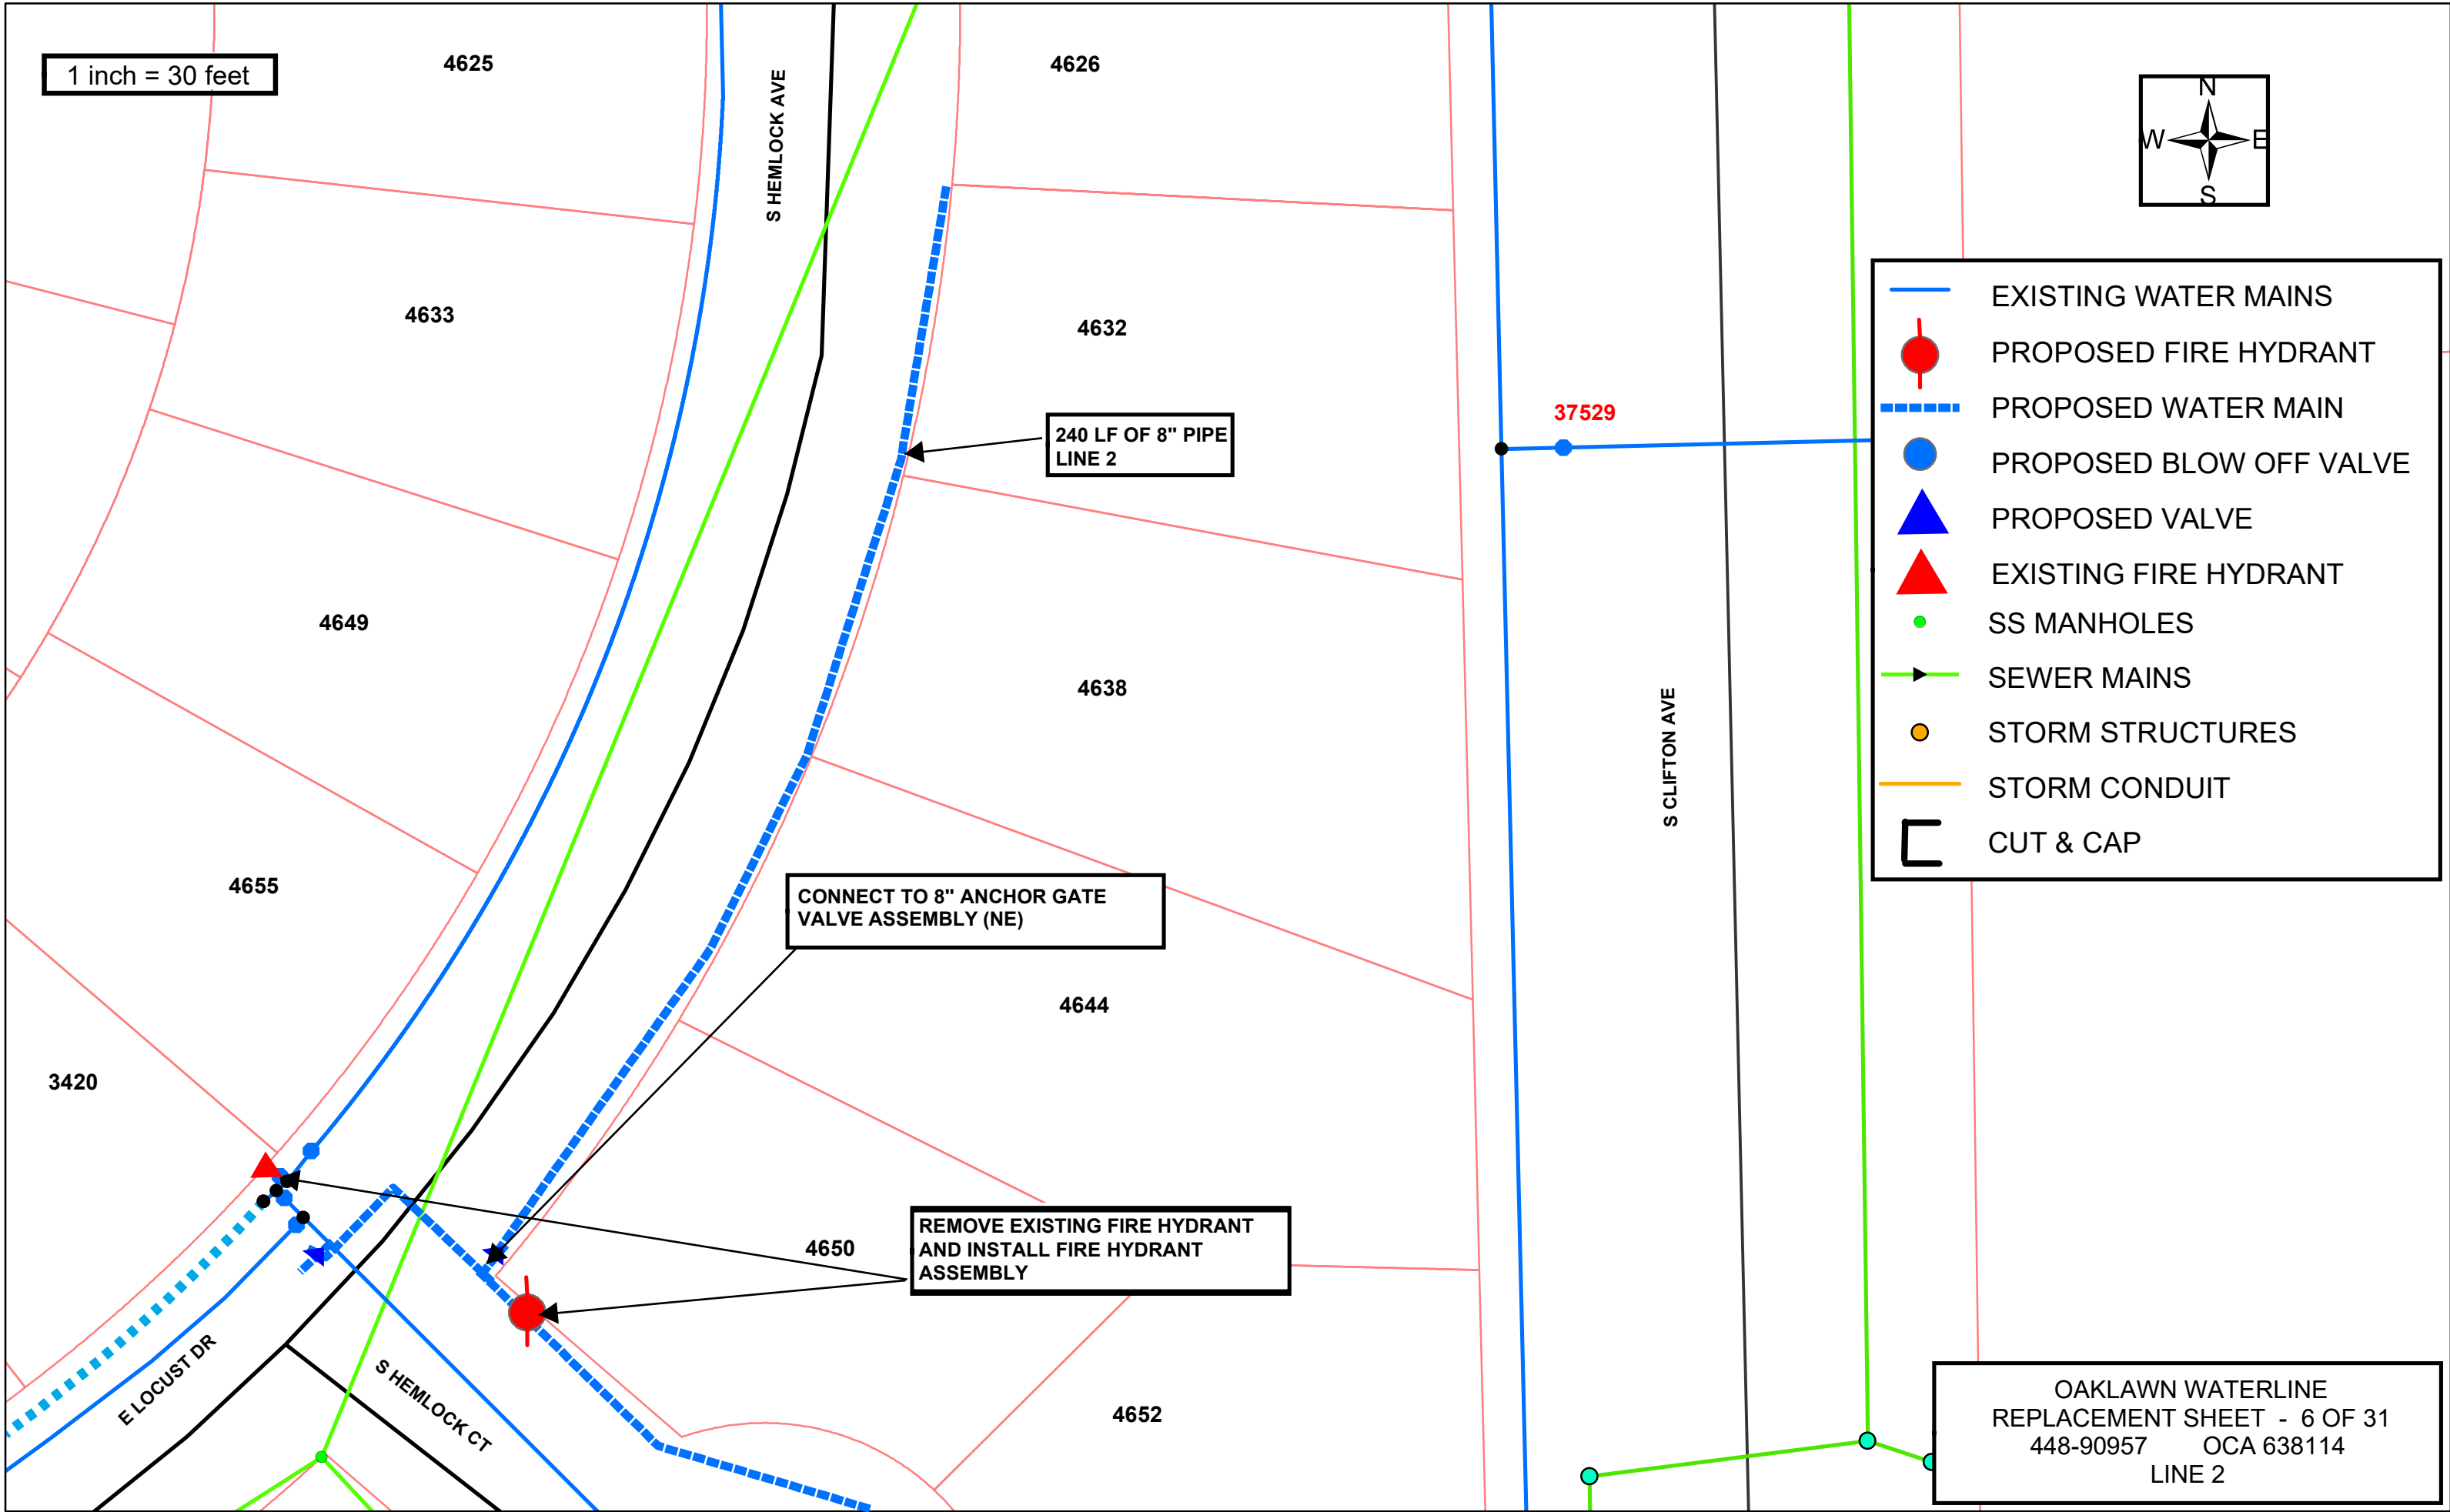 1 inch = 30 feet
4625
S HEMLOCK AVE
4626
N
W
E
S
4633
4632
240 LF OF 8" PIPE
LINE 2
37529
EXISTING WATER MAINS
PROPOSED FIRE HYDRANT
PROPOSED WATER MAIN
PROPOSED BLOW OFF VALVE
PROPOSED VALVE
EXISTING FIRE HYDRANT
SS MANHOLES
SEWER MAINS
STORM STRUCTURES
STORM CONDUIT
CUT & CAP
4649
4638
S CLIFTON AVE
4655
CONNECT TO 8" ANCHOR GATE
VALVE ASSEMBLY (NE)
4644
3420
4650
REMOVE EXISTING FIRE HYDRANT
AND INSTALL FIRE HYDRANT
ASSEMBLY
E LOCUST DR
S HEMLOCK CT
4652
OAKLAWN WATERLINE
REPLACEMENT SHEET - 6 OF 31
448-90957 OCA 638114
LINE 2